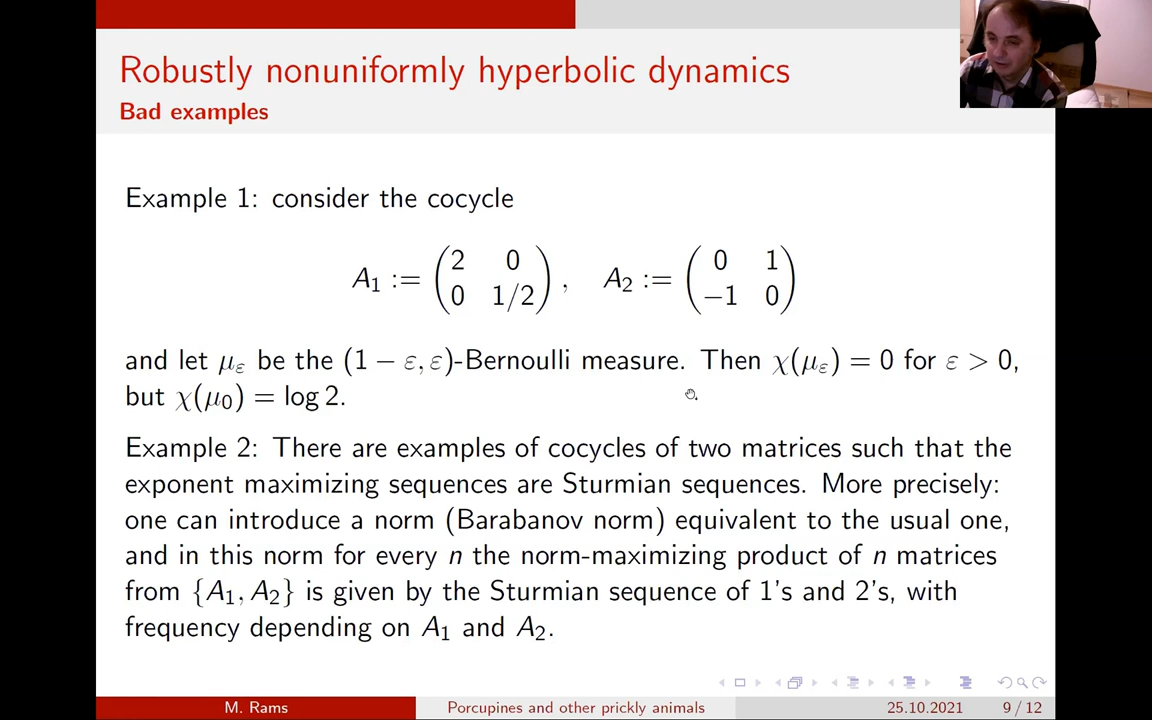 Robustly nonuniformly hyperbolic dynamics
Bad examples
Example 1: consider the cocycle
A₁ := (2 0; 0 1/2), A₂ := (0 1; −1 0)
and let μ_ε be the (1 − ε, ε)-Bernoulli measure. Then χ(μ_ε) = 0 for ε > 0,
but χ(μ₀) = log 2.
Example 2: There are examples of cocycles of two matrices such that the
exponent maximizing sequences are Sturmian sequences. More precisely:
one can introduce a norm (Barabanov norm) equivalent to the usual one,
and in this norm for every n the norm-maximizing product of n matrices
from {A₁, A₂} is given by the Sturmian sequence of 1's and 2's, with
frequency depending on A₁ and A₂.
M. Rams Porcupines and other prickly animals 25.10.2021 9 / 12